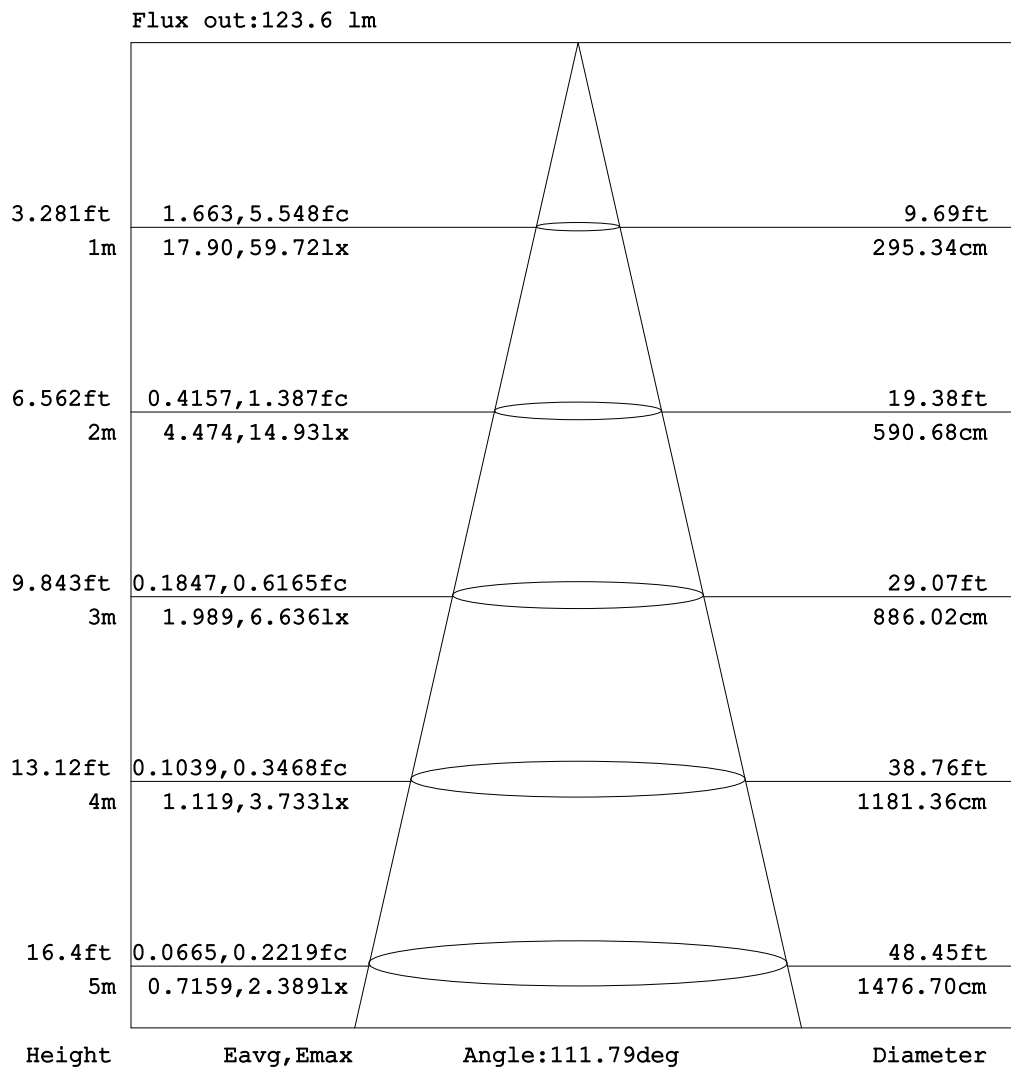 Flux out:123.6 lm
3.281ft 1.663,5.548fc 9.69ft
1m 17.90,59.72lx 295.34cm
6.562ft 0.4157,1.387fc 19.38ft
2m 4.474,14.93lx 590.68cm
9.843ft 0.1847,0.6165fc 29.07ft
3m 1.989,6.636lx 886.02cm
13.12ft 0.1039,0.3468fc 38.76ft
4m 1.119,3.733lx 1181.36cm
16.4ft 0.0665,0.2219fc 48.45ft
5m 0.7159,2.389lx 1476.70cm
Height Eavg,Emax Angle:111.79deg Diameter